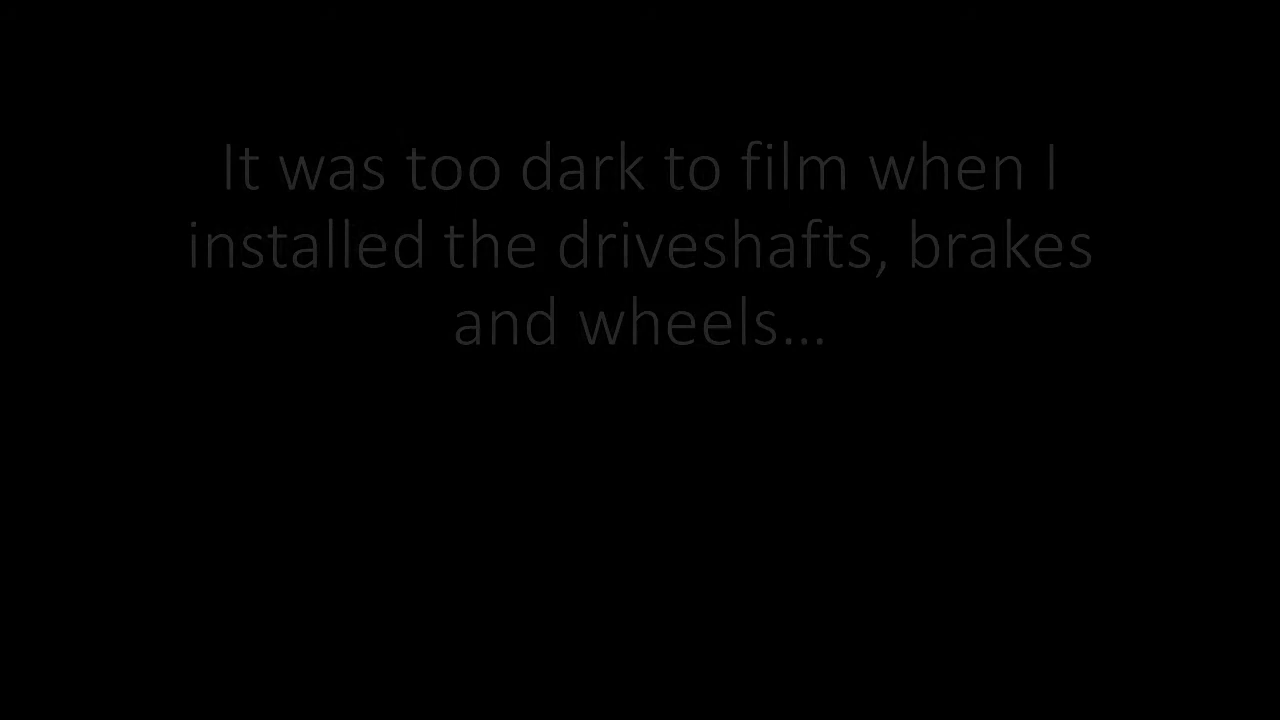 It was too dark to film when I
installed the driveshafts, brakes
and wheels...